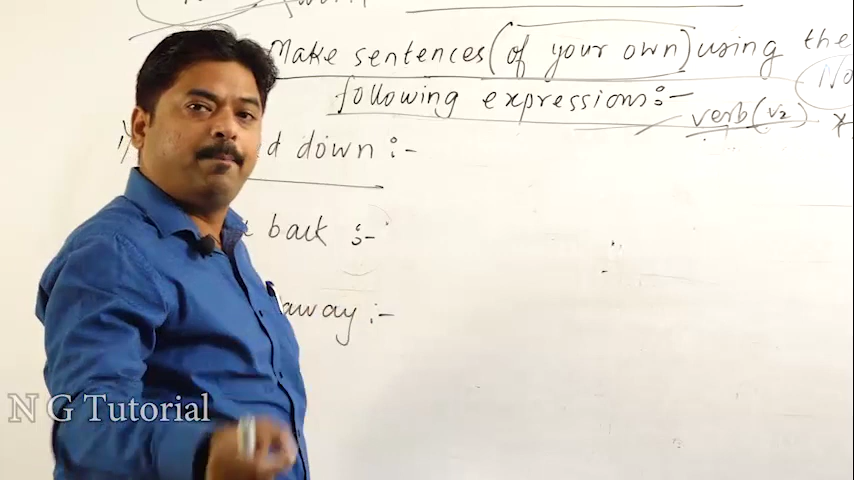 Make sentences (of your own) using the
following expressions :-
verb (v2)
d down :-
back :-
away :-
N G Tutorial